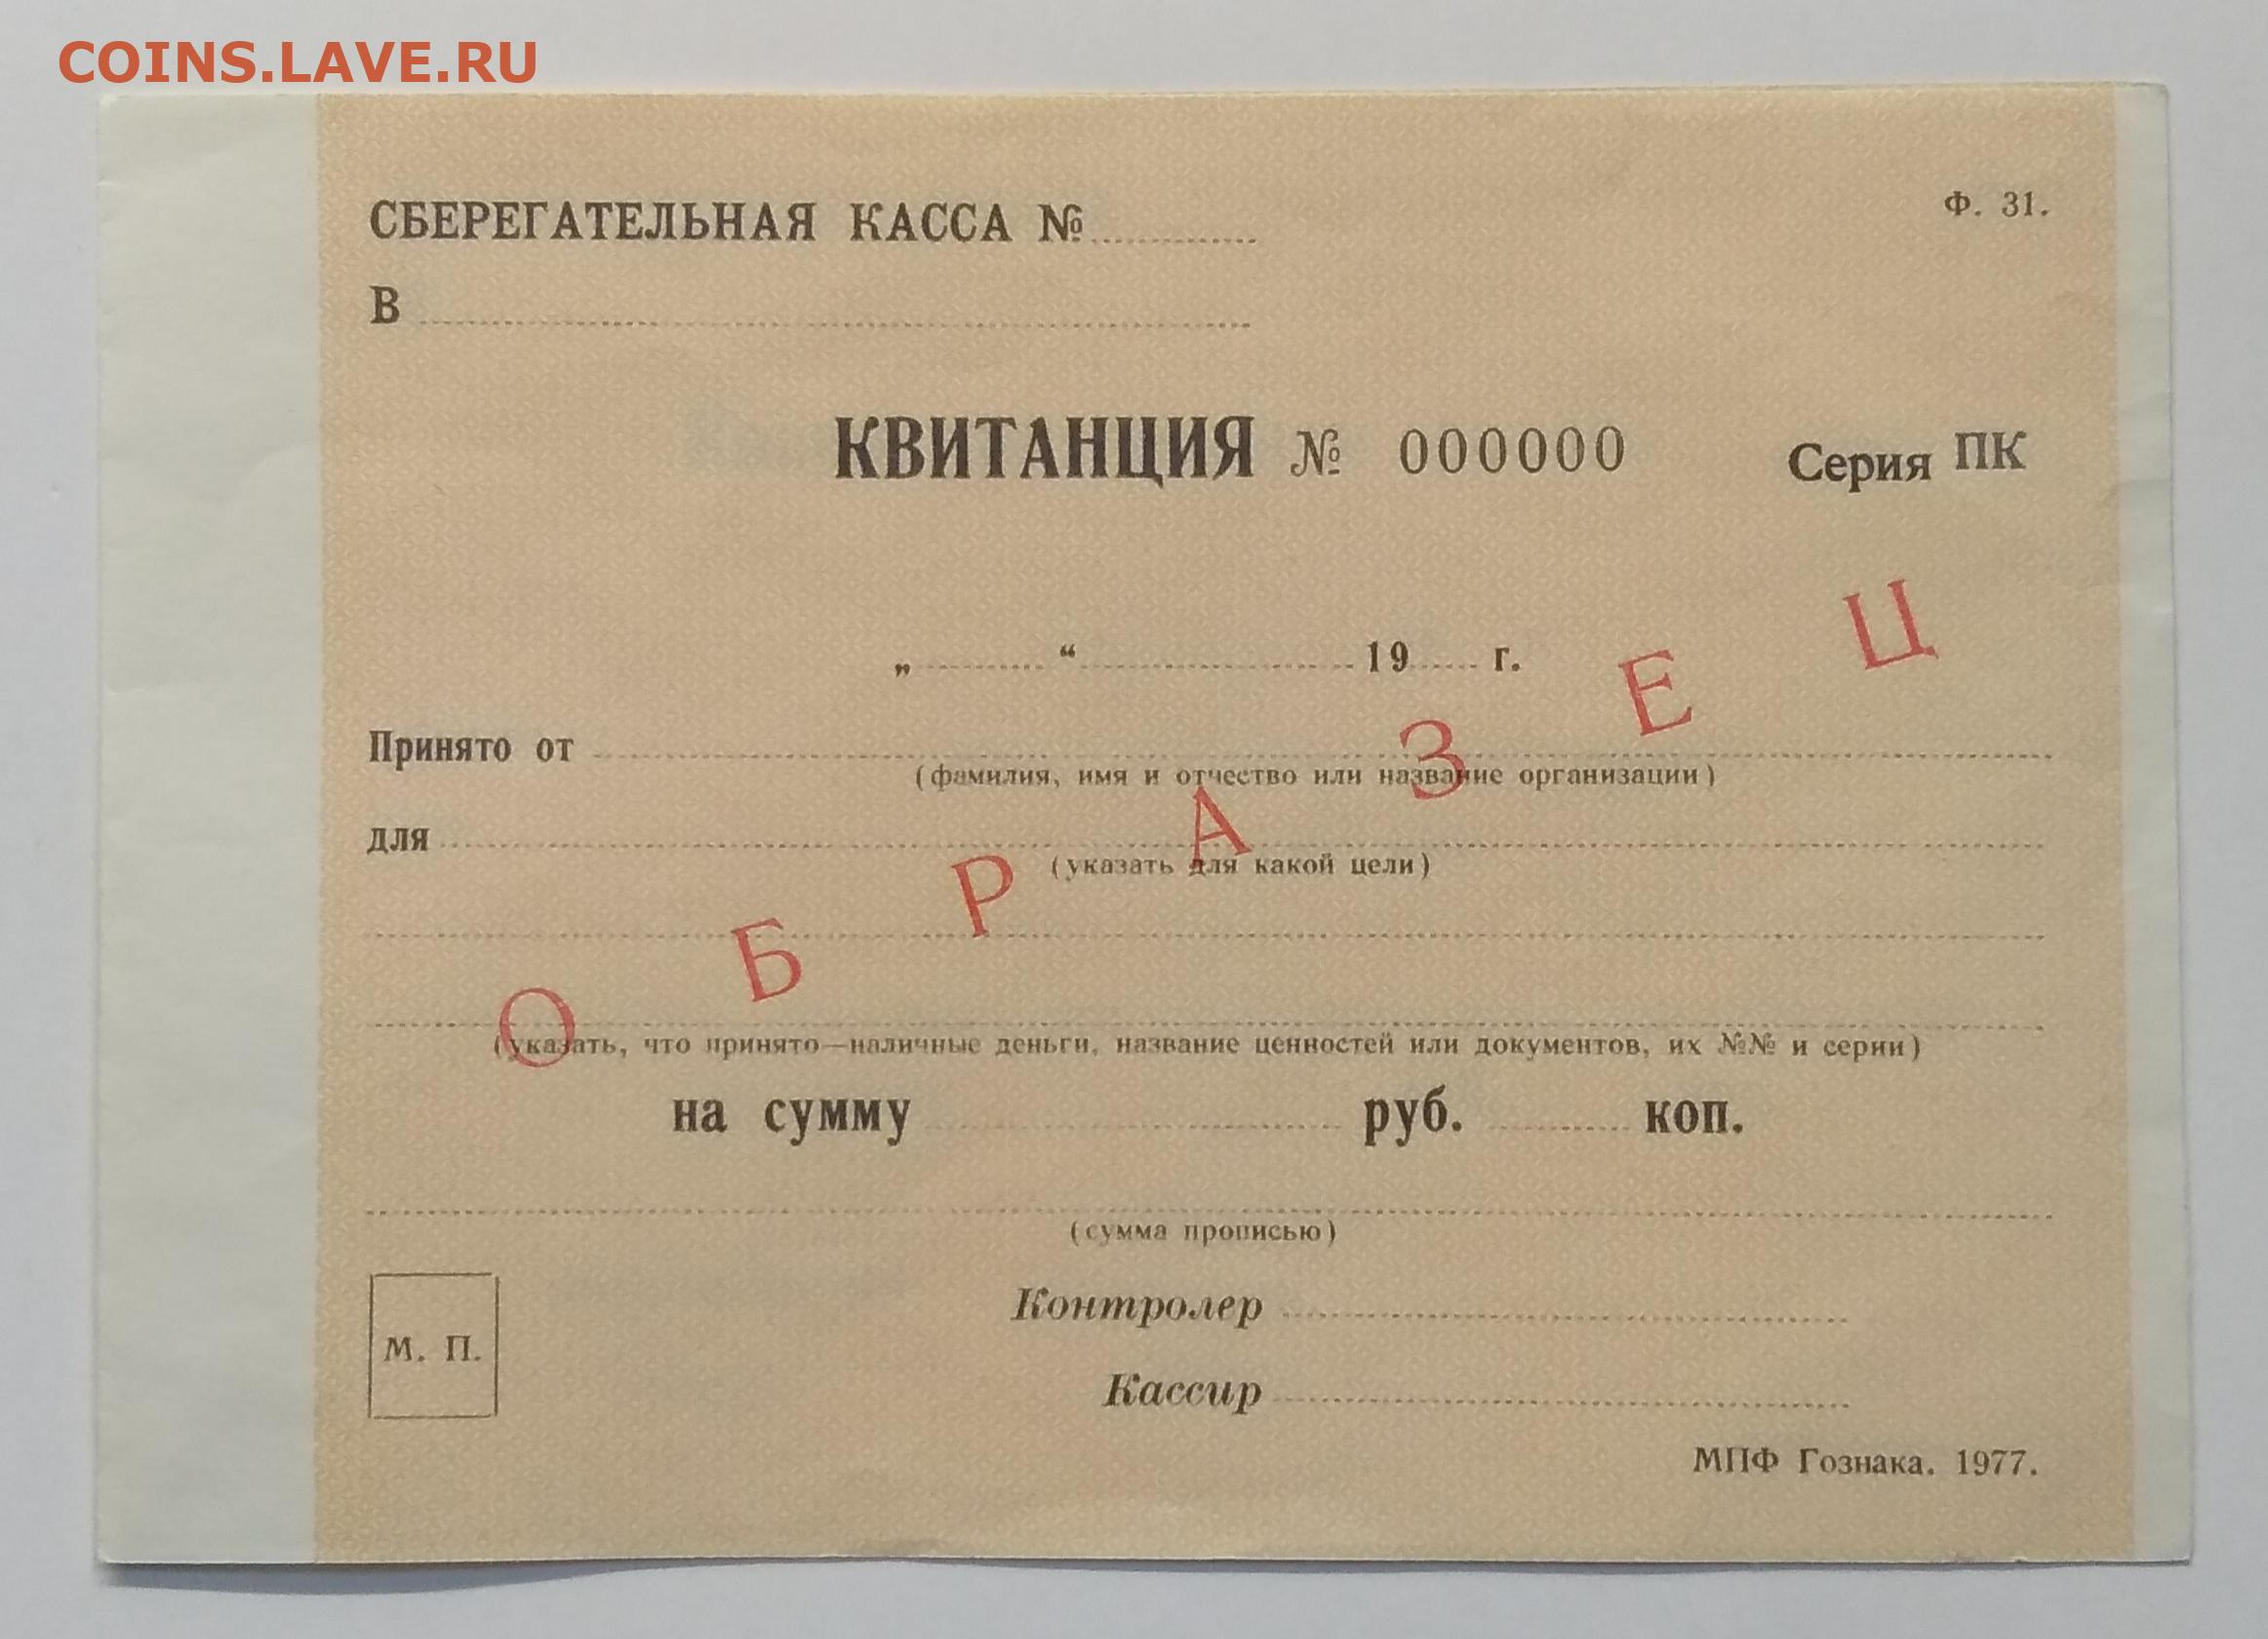 COINS.LAVE.RU
СБЕРЕГАТЕЛЬНАЯ КАССА №
Ф. 31.
В
КВИТАНЦИЯ № 000000 Серия ПК
„ “ 19 г.
Принято от
(фамилия, имя и отчество или название организации)
для
(указать для какой цели)
ОБРАЗЕЦ
(указать, что принято—наличные деньги, название ценностей или документов, их №№ и серии)
на сумму руб. коп.
(сумма прописью)
М. П.
Контролер
Кассир
МПФ Гознака. 1977.